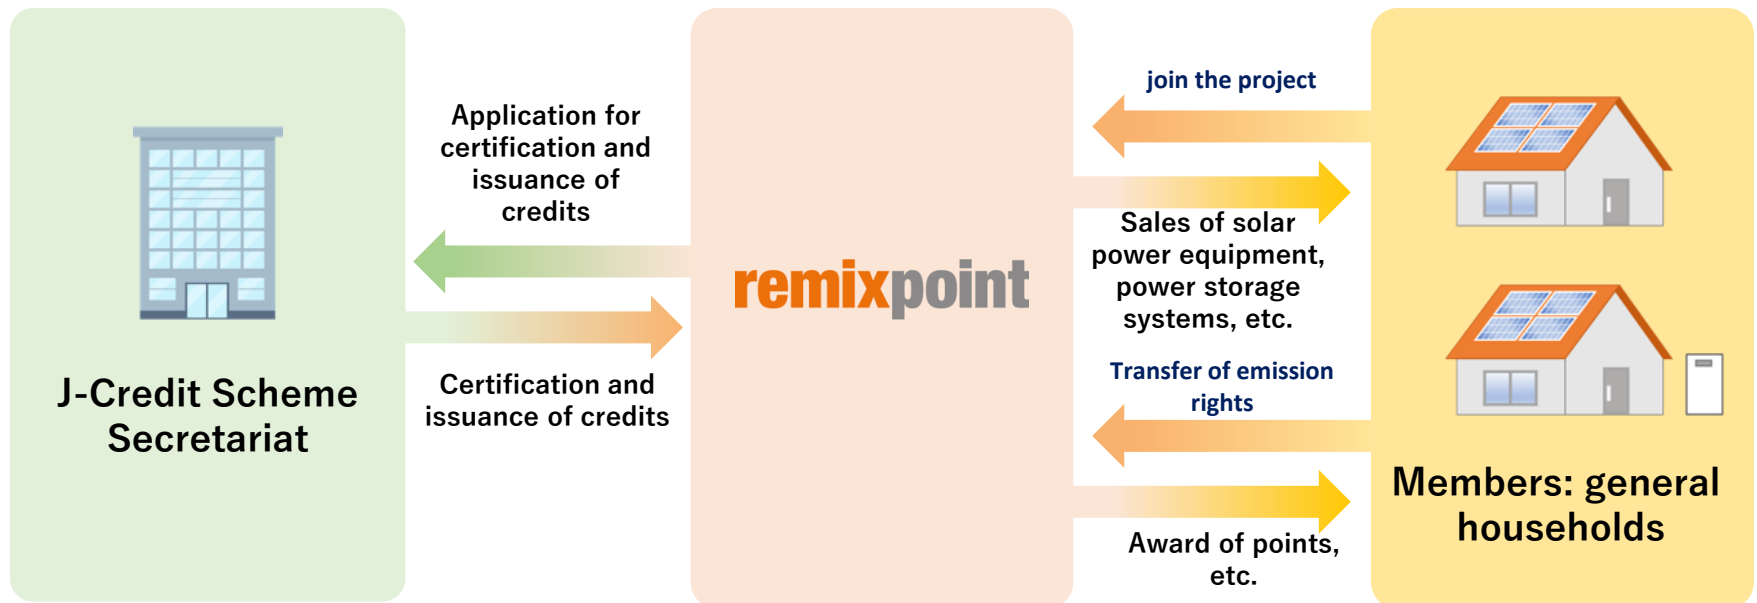 Application for
certification and
issuance of
credits
Certification and
issuance of credits
J-Credit Scheme
Secretariat
remixpoint
join the project
Sales of solar
power equipment,
power storage
systems, etc.
Transfer of emission
rights
Award of points,
etc.
Members: general
households